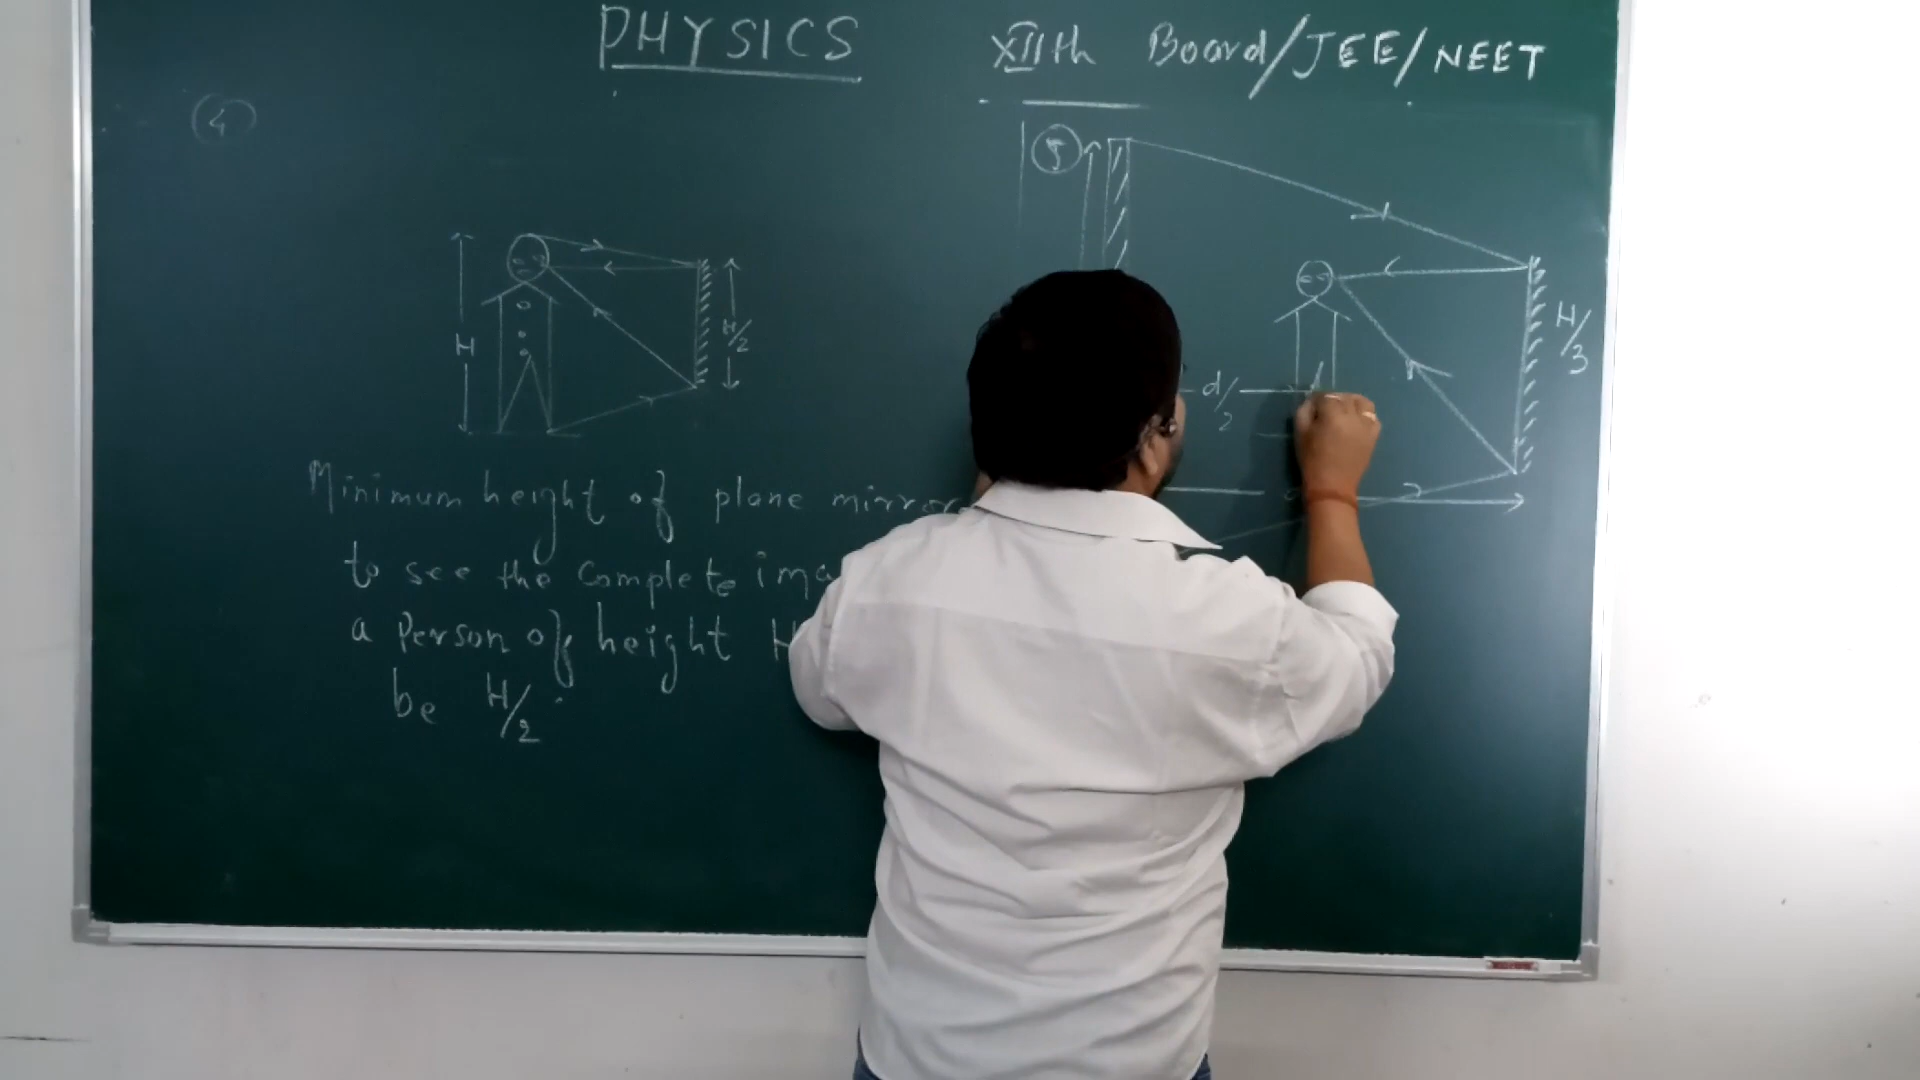 PHYSICS
XIIth Board/JEE/NEET
4
H
H/2
Minimum height of plane mirror
to see the complete ima
a Person of height H
be H/2
5
d/2
H/3